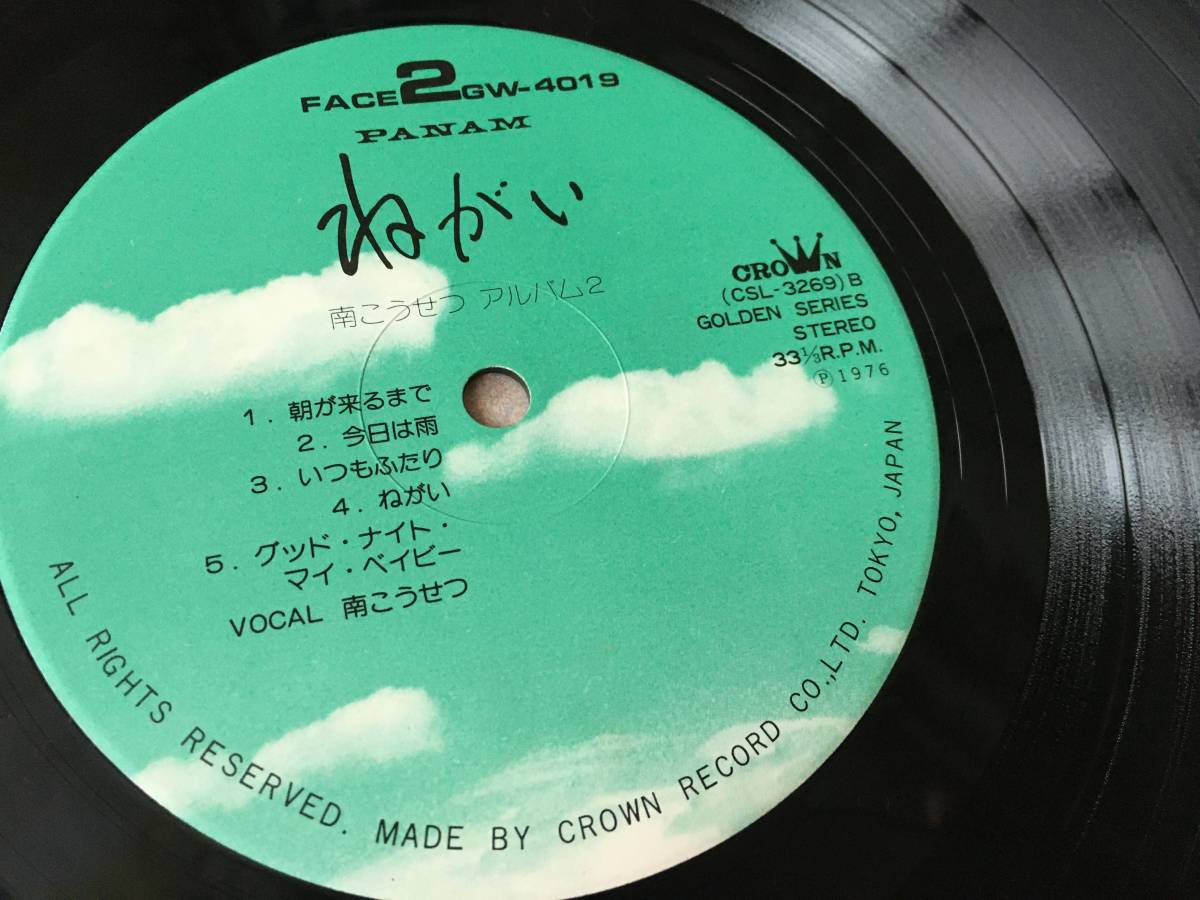 FACE 2 GW-4019
PANAM
ねがい
南こうせつ アルバム2
CROWN
(CSL-3269) B
GOLDEN SERIES
STEREO
33 1/3 R.P.M.
Ⓟ1976
1. 朝が来るまで
2. 今日は雨
3. いつもふたり
4. ねがい
5. グッド・ナイト・
マイ・ベイビー
VOCAL 南こうせつ
ALL RIGHTS RESERVED. MADE BY CROWN RECORD CO.,LTD. TOKYO, JAPAN